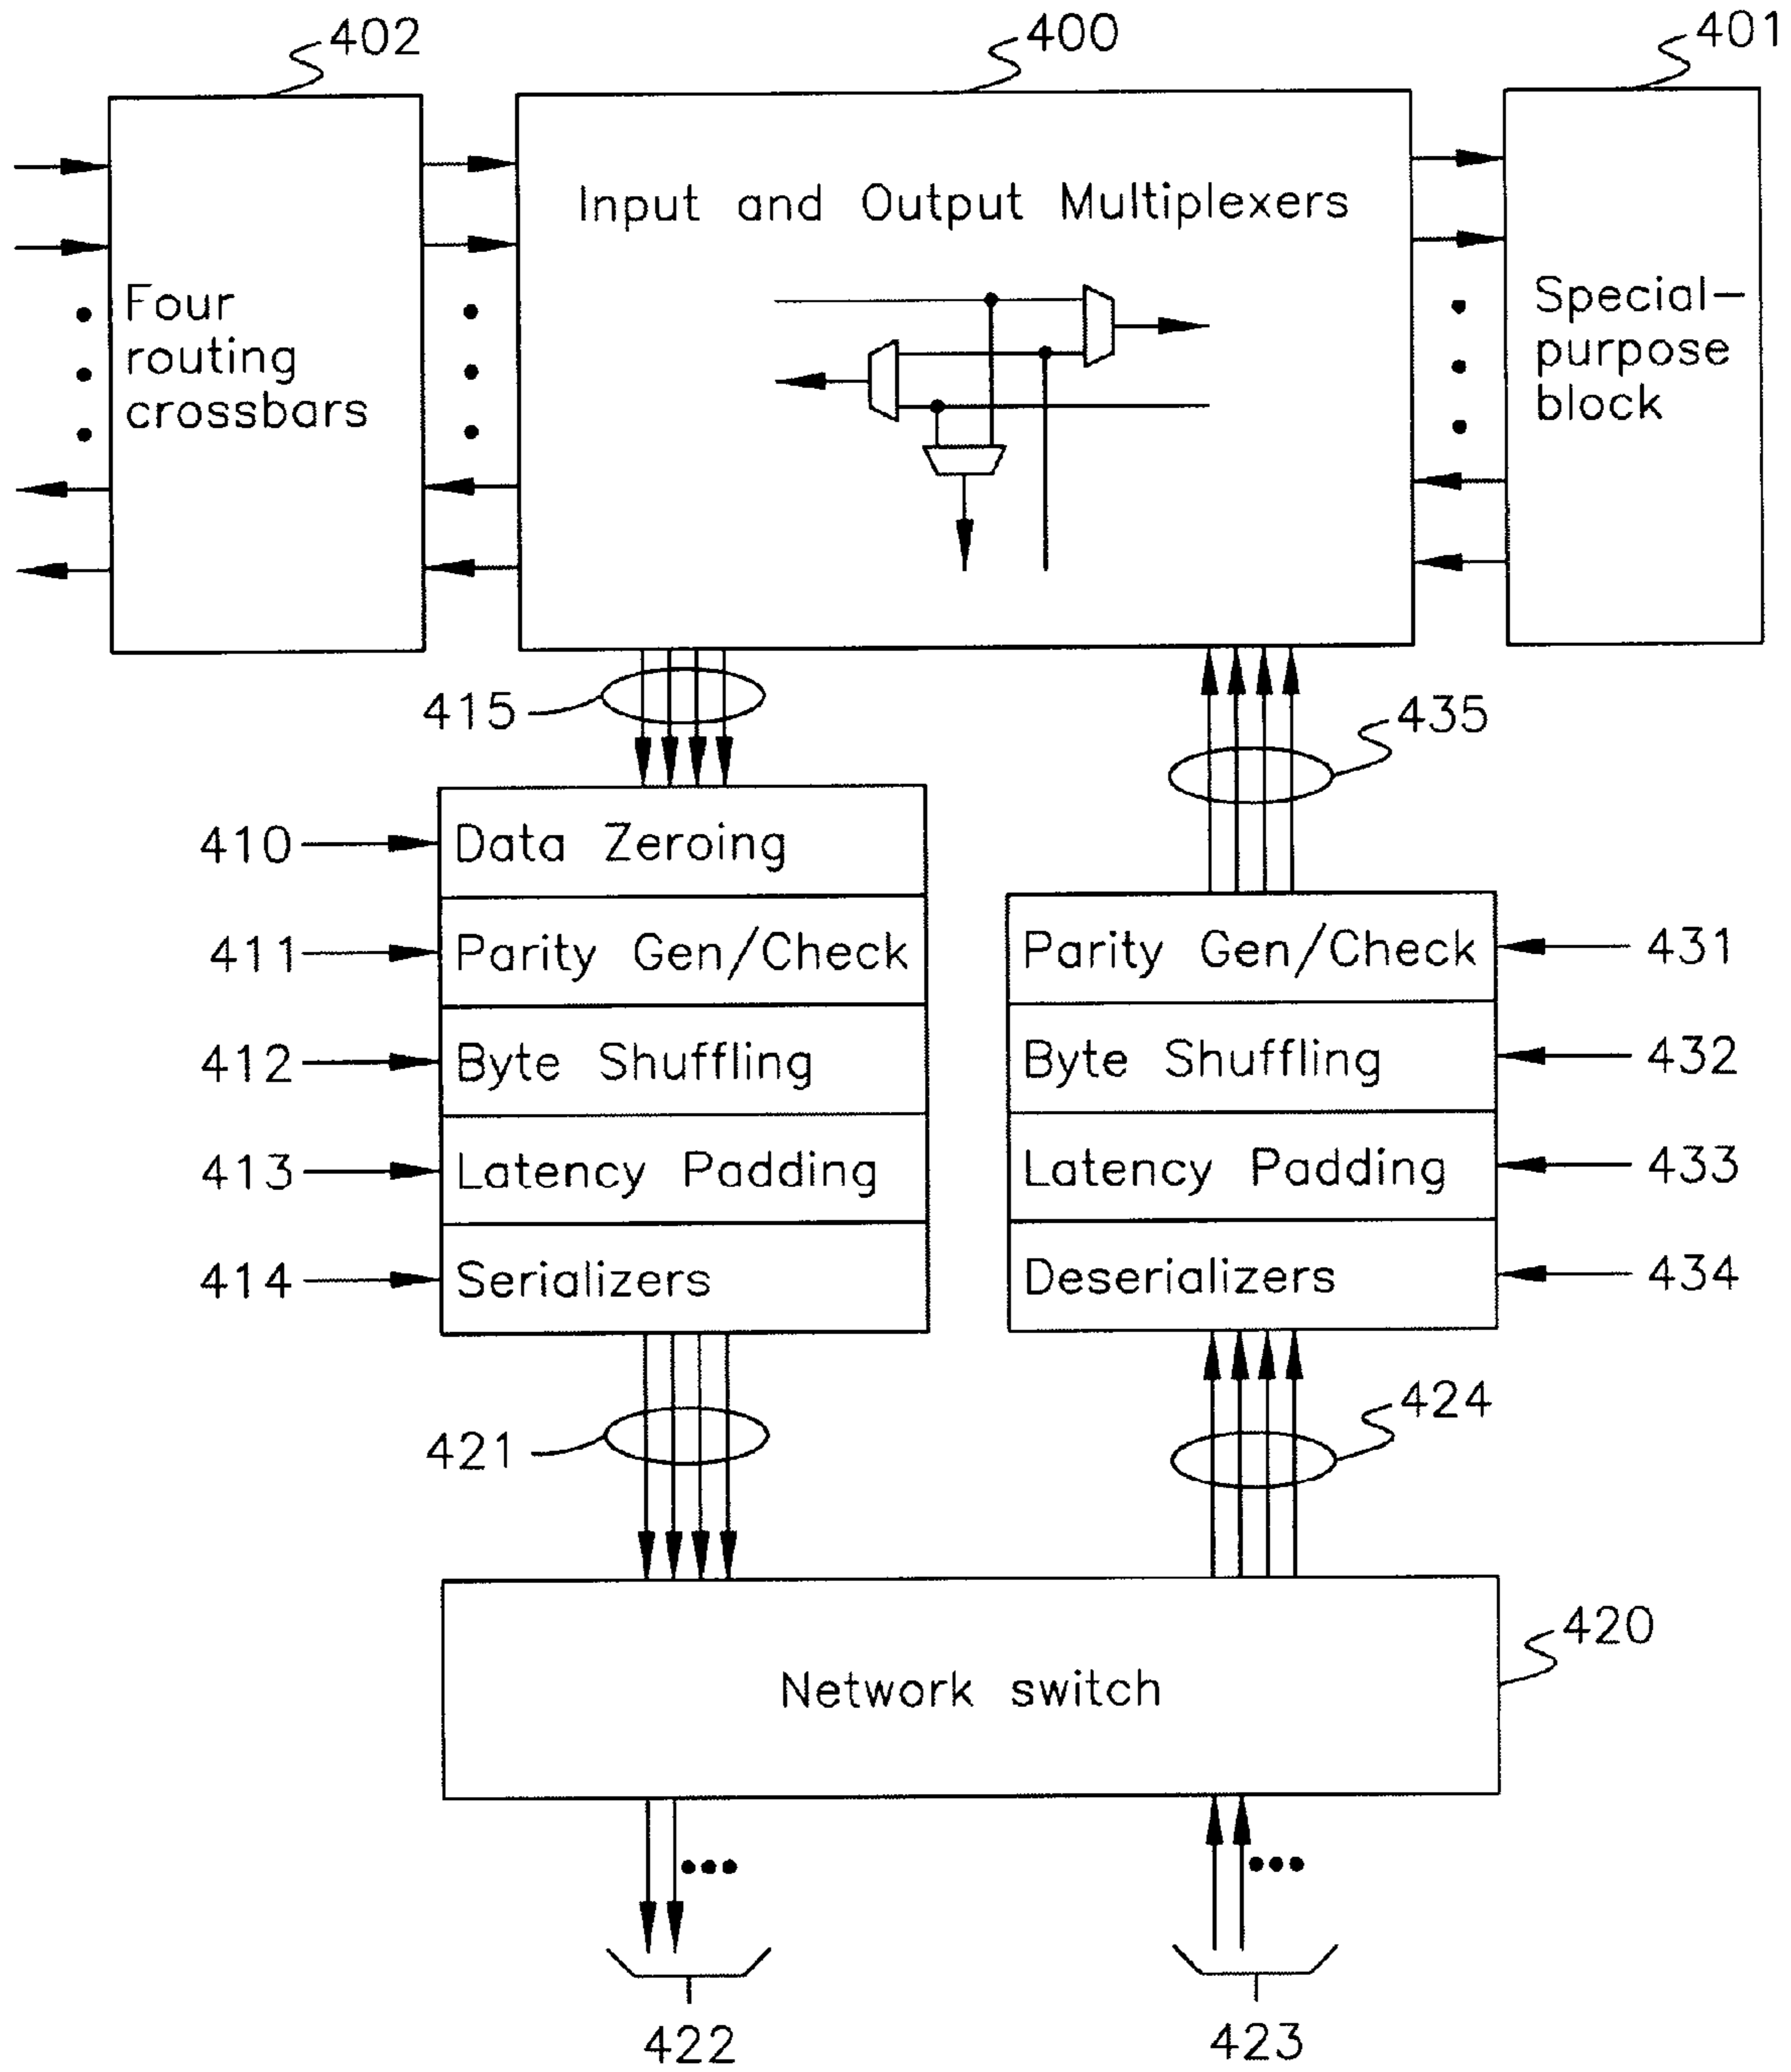 402
400
401
Input and Output Multiplexers
Four
routing
crossbars
Special-
purpose
block
415
435
410
Data Zeroing
411
Parity Gen/Check
412
Byte Shuffling
413
Latency Padding
414
Serializers
Parity Gen/Check
431
Byte Shuffling
432
Latency Padding
433
Deserializers
434
421
424
420
Network switch
422
423